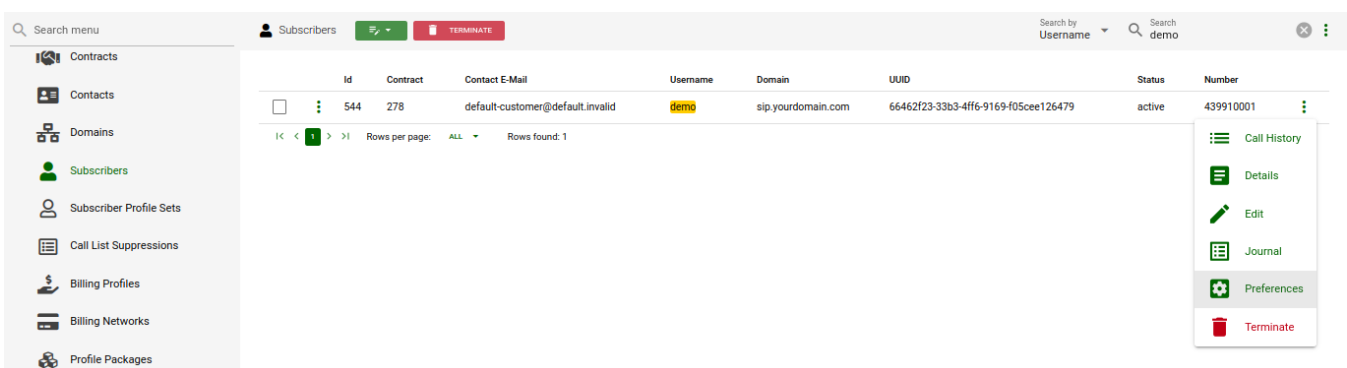 Search menu
Contracts
Contacts
Domains
Subscribers
Subscriber Profile Sets
Call List Suppressions
Billing Profiles
Billing Networks
Profile Packages
Subscribers
TERMINATE
Search by
Username
Search
demo
Id Contract Contact E-Mail Username Domain UUID Status Number
544 278 default-customer@default.invalid demo sip.yourdomain.com 66462f23-33b3-4ff6-9169-f05cee126479 active 439910001
1 Rows per page: ALL Rows found: 1
Call History
Details
Edit
Journal
Preferences
Terminate